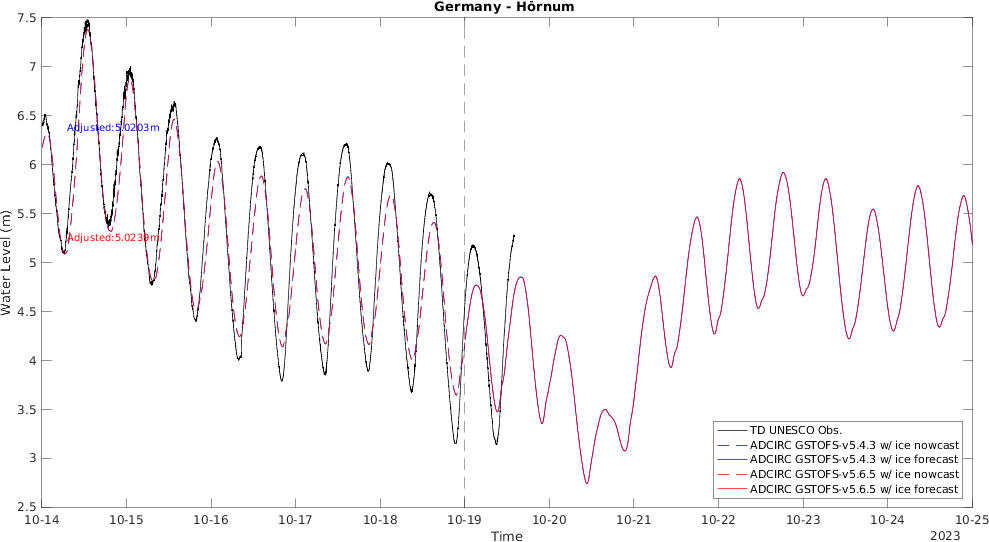 Germany - Hörnum
7.5
7
6.5
6
5.5
5
4.5
4
3.5
3
2.5
Water Level (m)
Adjusted:5.0203m
Adjusted:5.0239m
TD UNESCO Obs.
ADCIRC GSTOFS-v5.4.3 w/ ice nowcast
ADCIRC GSTOFS-v5.4.3 w/ ice forecast
ADCIRC GSTOFS-v5.6.5 w/ ice nowcast
ADCIRC GSTOFS-v5.6.5 w/ ice forecast
10-14 10-15 10-16 10-17 10-18 10-19 10-20 10-21 10-22 10-23 10-24 10-25
Time
2023